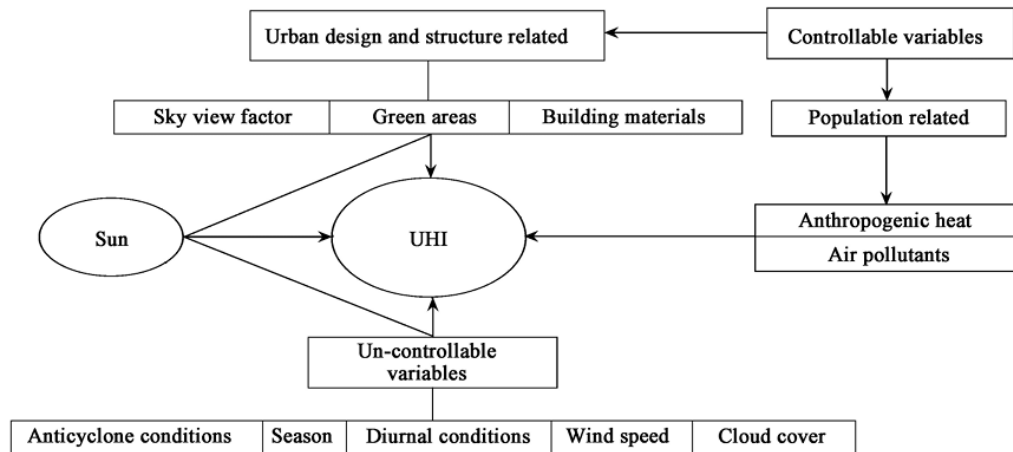 Urban design and structure related
Controllable variables
Sky view factor
Green areas
Building materials
Population related
Sun
UHI
Anthropogenic heat
Air pollutants
Un-controllable
variables
Anticyclone conditions
Season
Diurnal conditions
Wind speed
Cloud cover